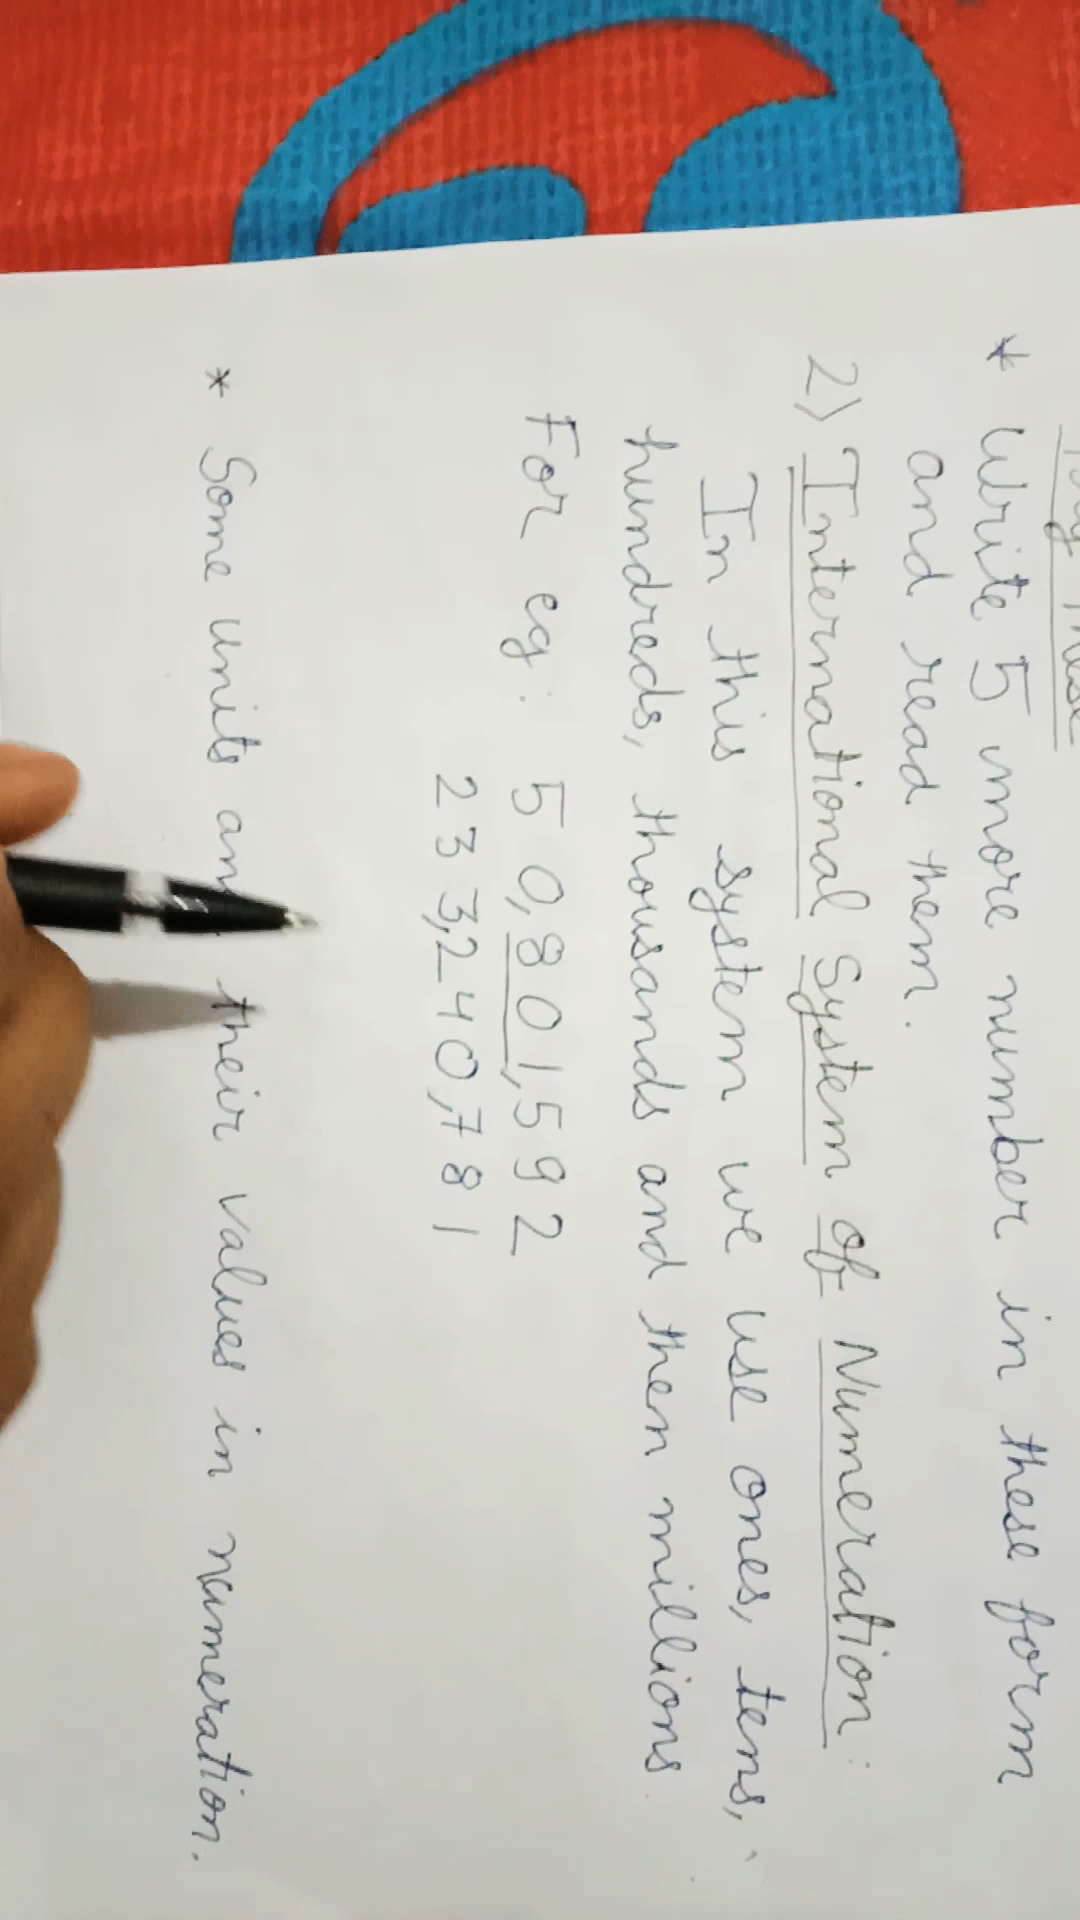 * Write 5 more number in these form
and read them.
2) International System of Numeration:
In this system we use ones, tens,
hundreds, thousands and then millions.
For eg: 50,801,592
233,240,781
* Some units and their values in numeration.